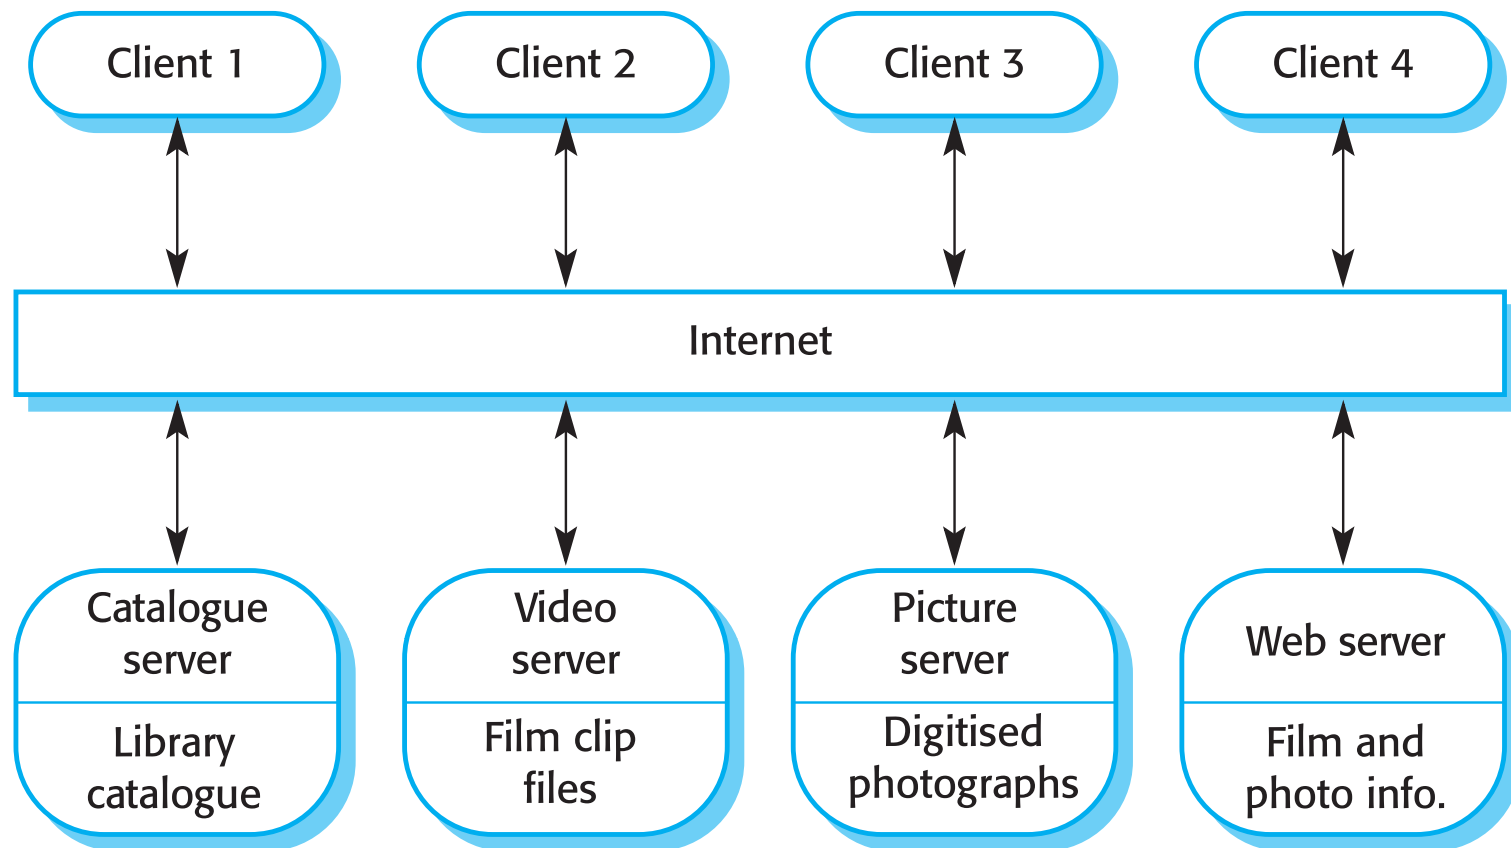 Client 1
Client 2
Client 3
Client 4
Internet
Catalogue
server
Library
catalogue
Video
server
Film clip
files
Picture
server
Digitised
photographs
Web server
Film and
photo info.